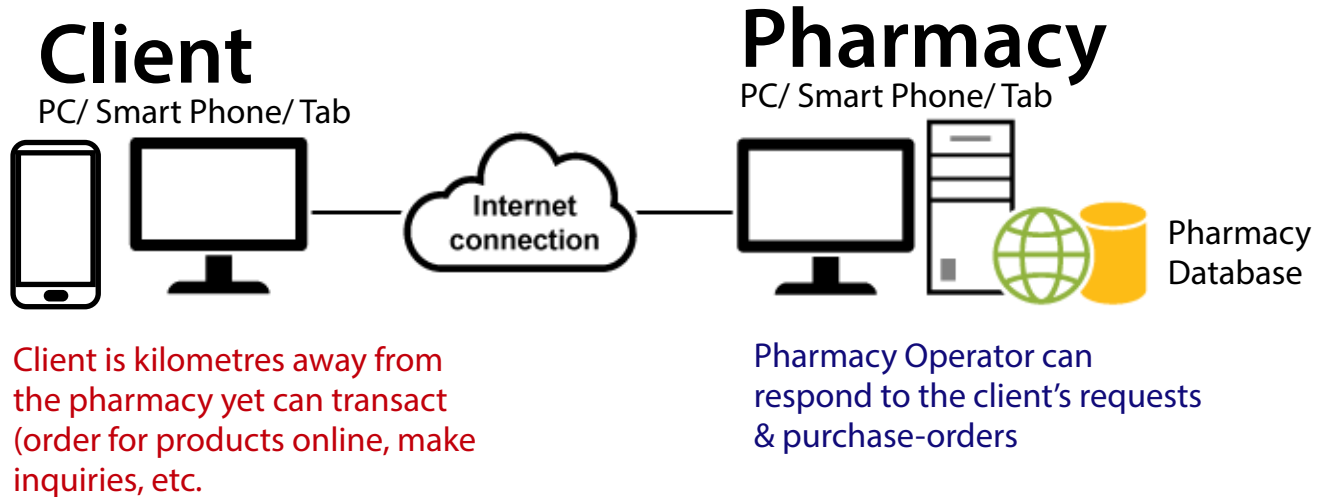 Client
PC/ Smart Phone/ Tab
Pharmacy
PC/ Smart Phone/ Tab
Internet
connection
Pharmacy
Database
Client is kilometres away from
the pharmacy yet can transact
(order for products online, make
inquiries, etc.
Pharmacy Operator can
respond to the client’s requests
& purchase-orders